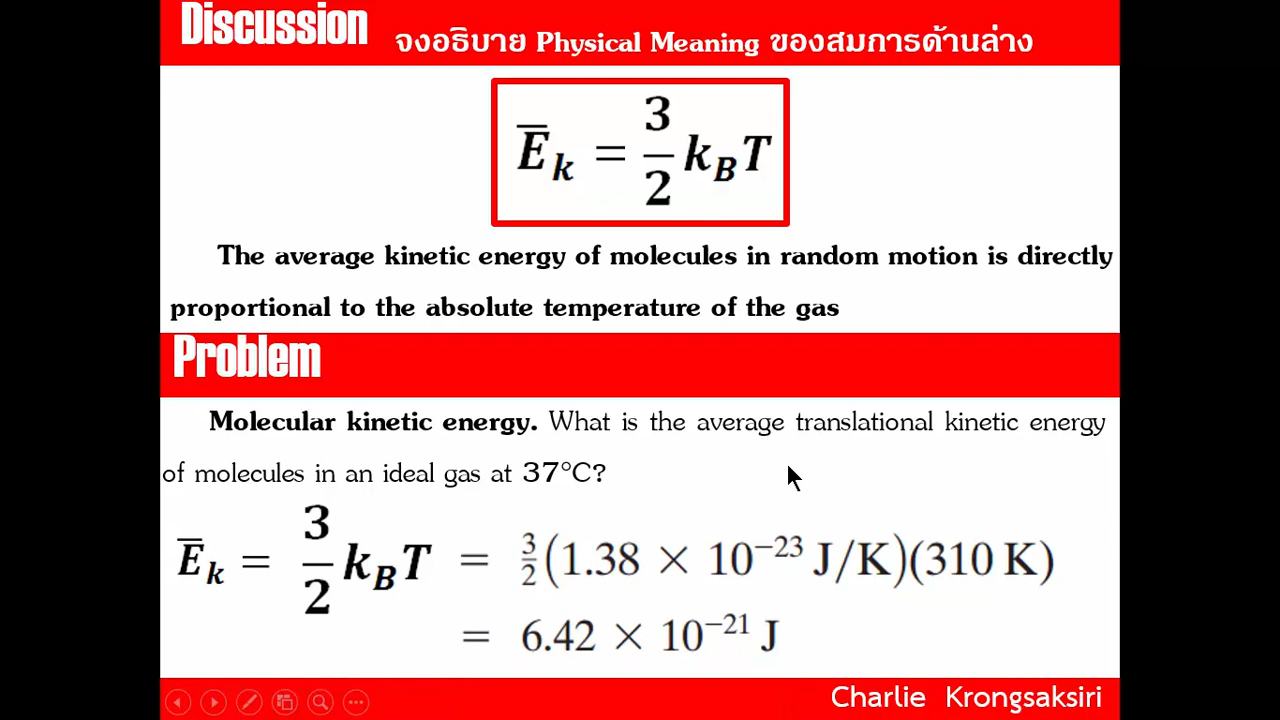 Discussion จงอธิบาย Physical Meaning ของสมการด้านล่าง
Ē_k = 3/2 k_B T
The average kinetic energy of molecules in random motion is directly
proportional to the absolute temperature of the gas
Problem
Molecular kinetic energy. What is the average translational kinetic energy
of molecules in an ideal gas at 37°C?
Ē_k = 3/2 k_B T = 3/2 (1.38 × 10⁻²³ J/K)(310 K)
= 6.42 × 10⁻²¹ J
Charlie Krongsaksiri